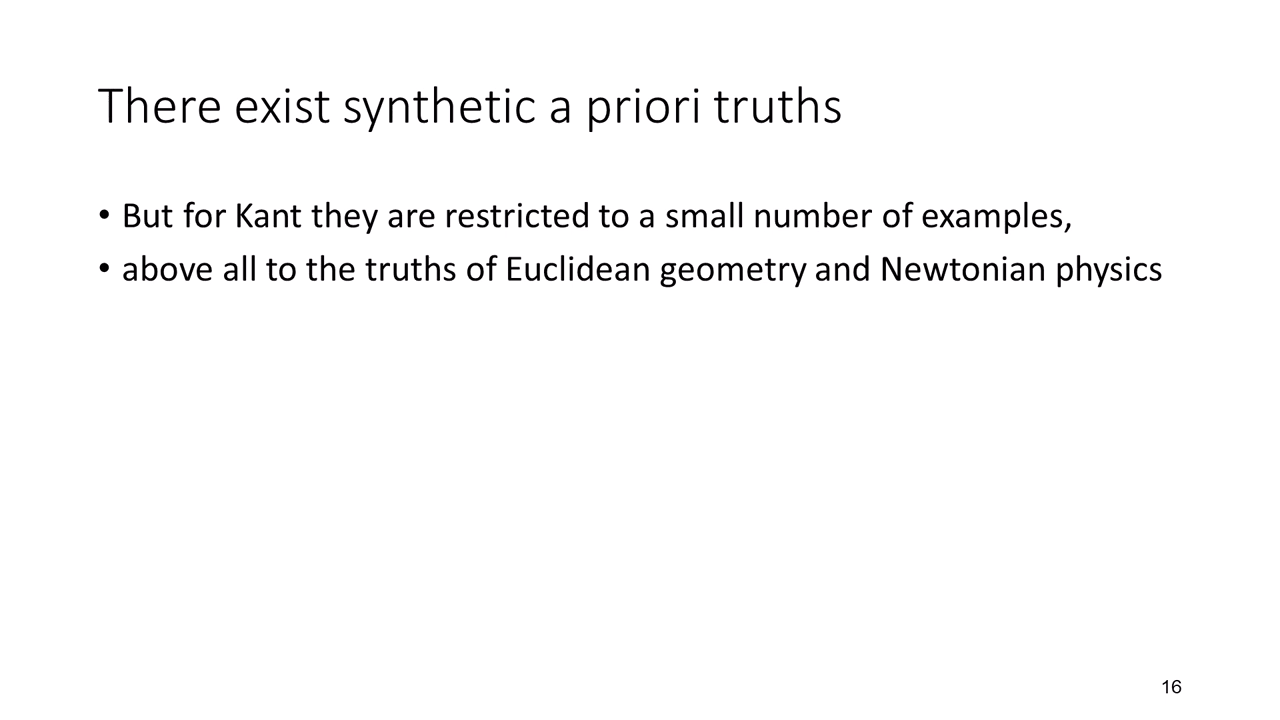 There exist synthetic a priori truths
• But for Kant they are restricted to a small number of examples,
• above all to the truths of Euclidean geometry and Newtonian physics
16